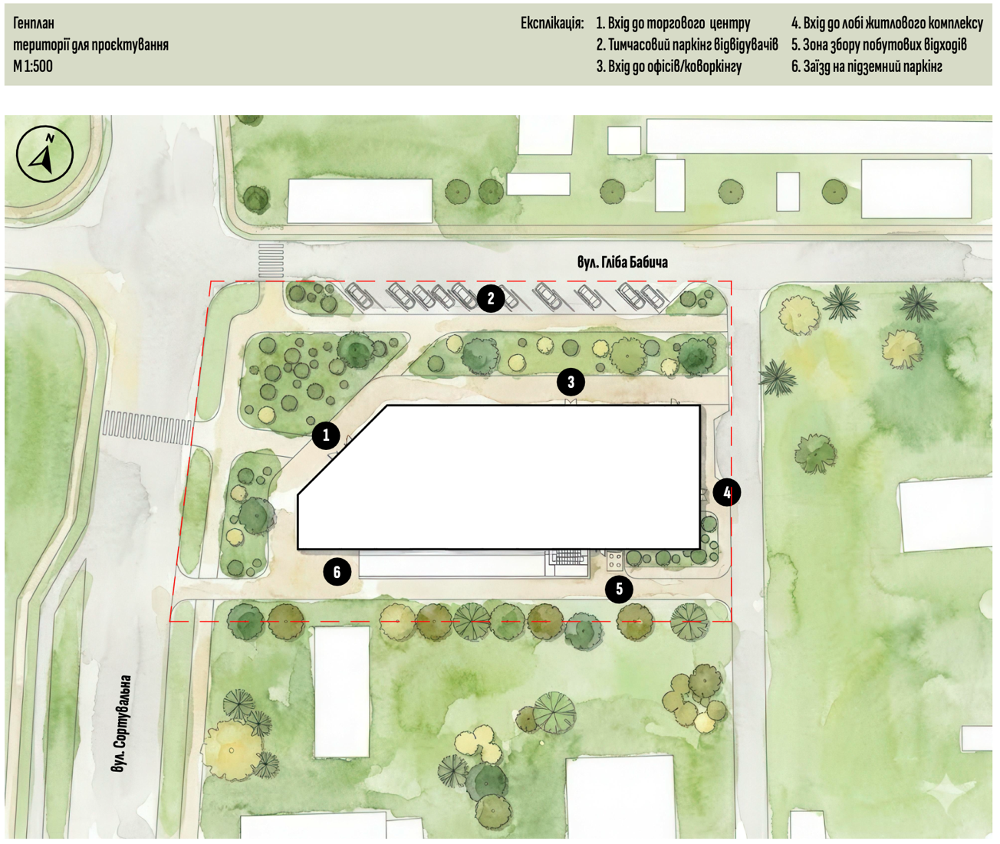 Генплан
території для проєктування
М 1:500
Експлікація:
1. Вхід до торгового центру
2. Тимчасовий паркінг відвідувачів
3. Вхід до офісів/коворкінгу
4. Вхід до лобі житлового комплексу
5. Зона збору побутових відходів
6. Заїзд на підземний паркінг
N
вул. Гліба Бабича
2
3
1
4
6
5
вул. Сортувальна